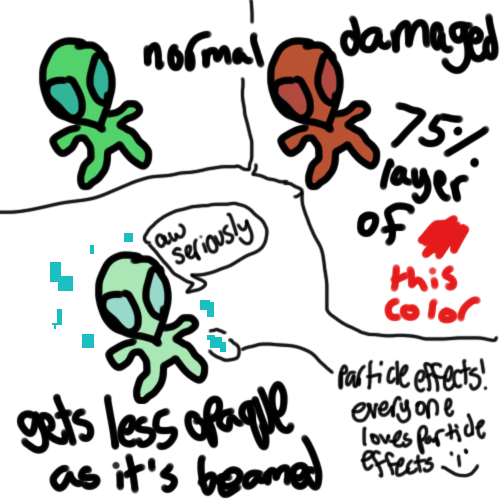 normal
damaged
75%
layer
of
this
color
aw
seriously
gets less opaque
as it's beamed
Particle effects!
everyone
loves particle
effects :)